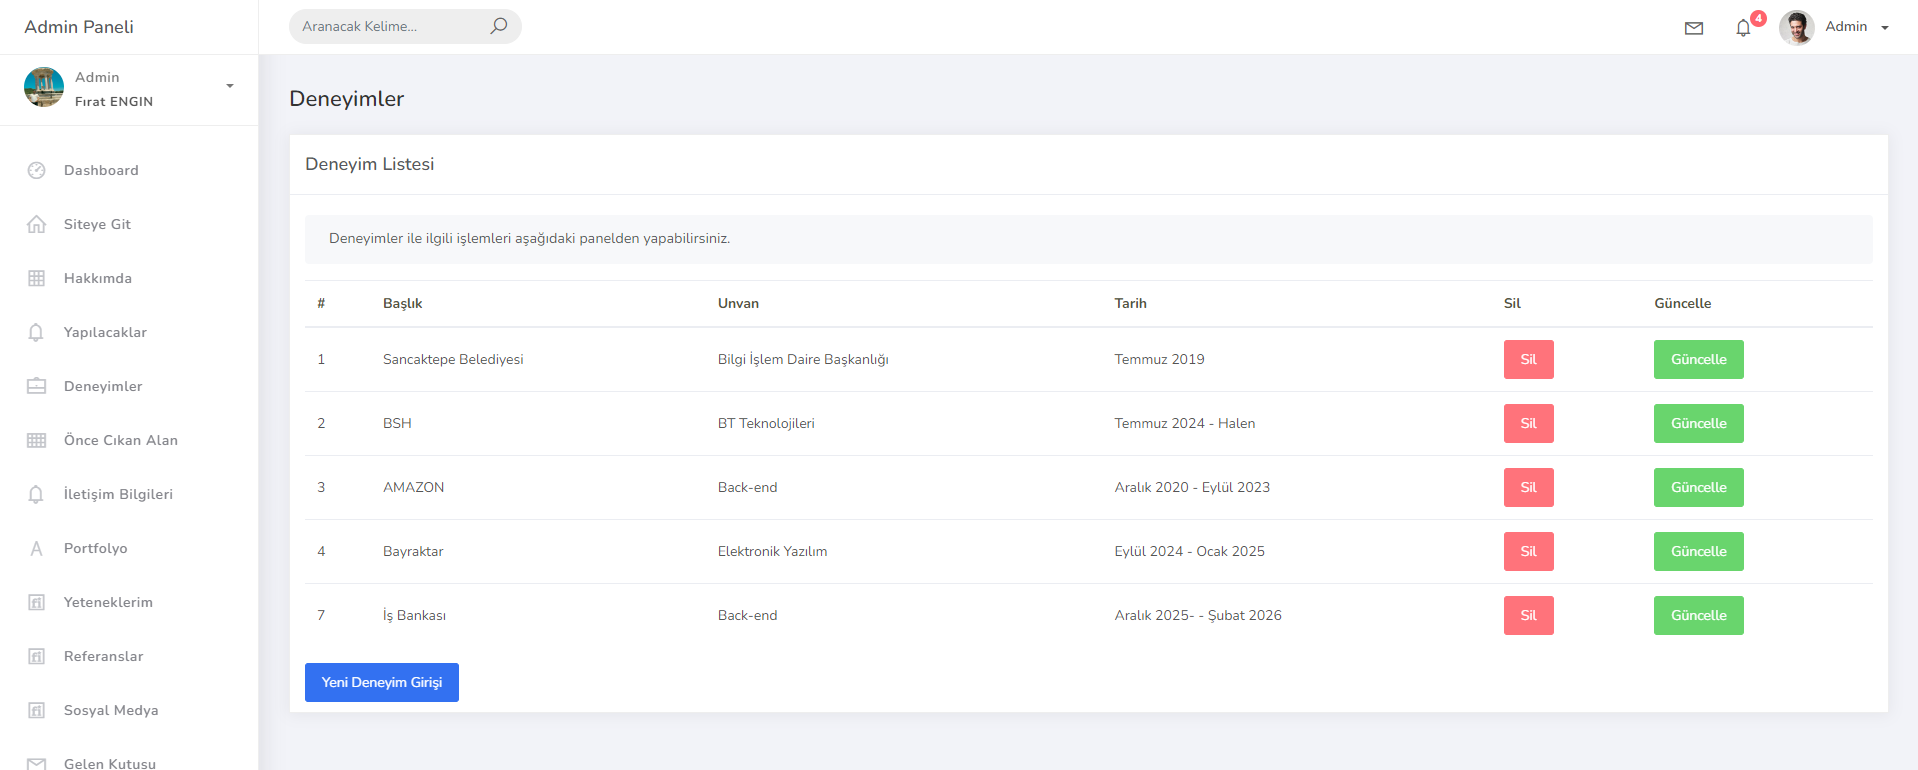 Admin Paneli
Aranacak Kelime...
4
Admin
Admin
Fırat ENGIN
Dashboard
Siteye Git
Hakkımda
Yapılacaklar
Deneyimler
Önce Cıkan Alan
İletişim Bilgileri
Portfolyo
Yeteneklerim
Referanslar
Sosyal Medya
Gelen Kutusu
Deneyimler
Deneyim Listesi
Deneyimler ile ilgili işlemleri aşağıdaki panelden yapabilirsiniz.
# Başlık Unvan Tarih Sil Güncelle
1 Sancaktepe Belediyesi Bilgi İşlem Daire Başkanlığı Temmuz 2019 Sil Güncelle
2 BSH BT Teknolojileri Temmuz 2024 - Halen Sil Güncelle
3 AMAZON Back-end Aralık 2020 - Eylül 2023 Sil Güncelle
4 Bayraktar Elektronik Yazılım Eylül 2024 - Ocak 2025 Sil Güncelle
7 İş Bankası Back-end Aralık 2025- - Şubat 2026 Sil Güncelle
Yeni Deneyim Girişi